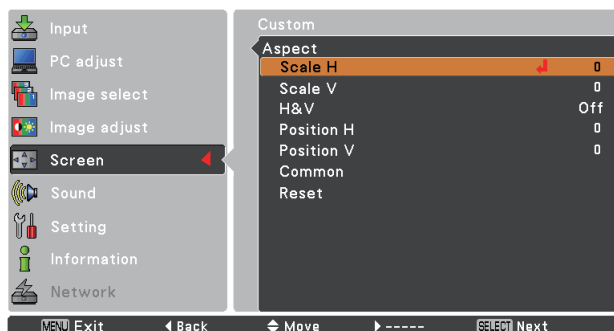 Input
PC adjust
Image select
Image adjust
Screen
Sound
Setting
Information
Network
Custom
Aspect
Scale H 0
Scale V 0
H&V Off
Position H 0
Position V 0
Common
Reset
MENU Exit Back Move ----- SELECT Next